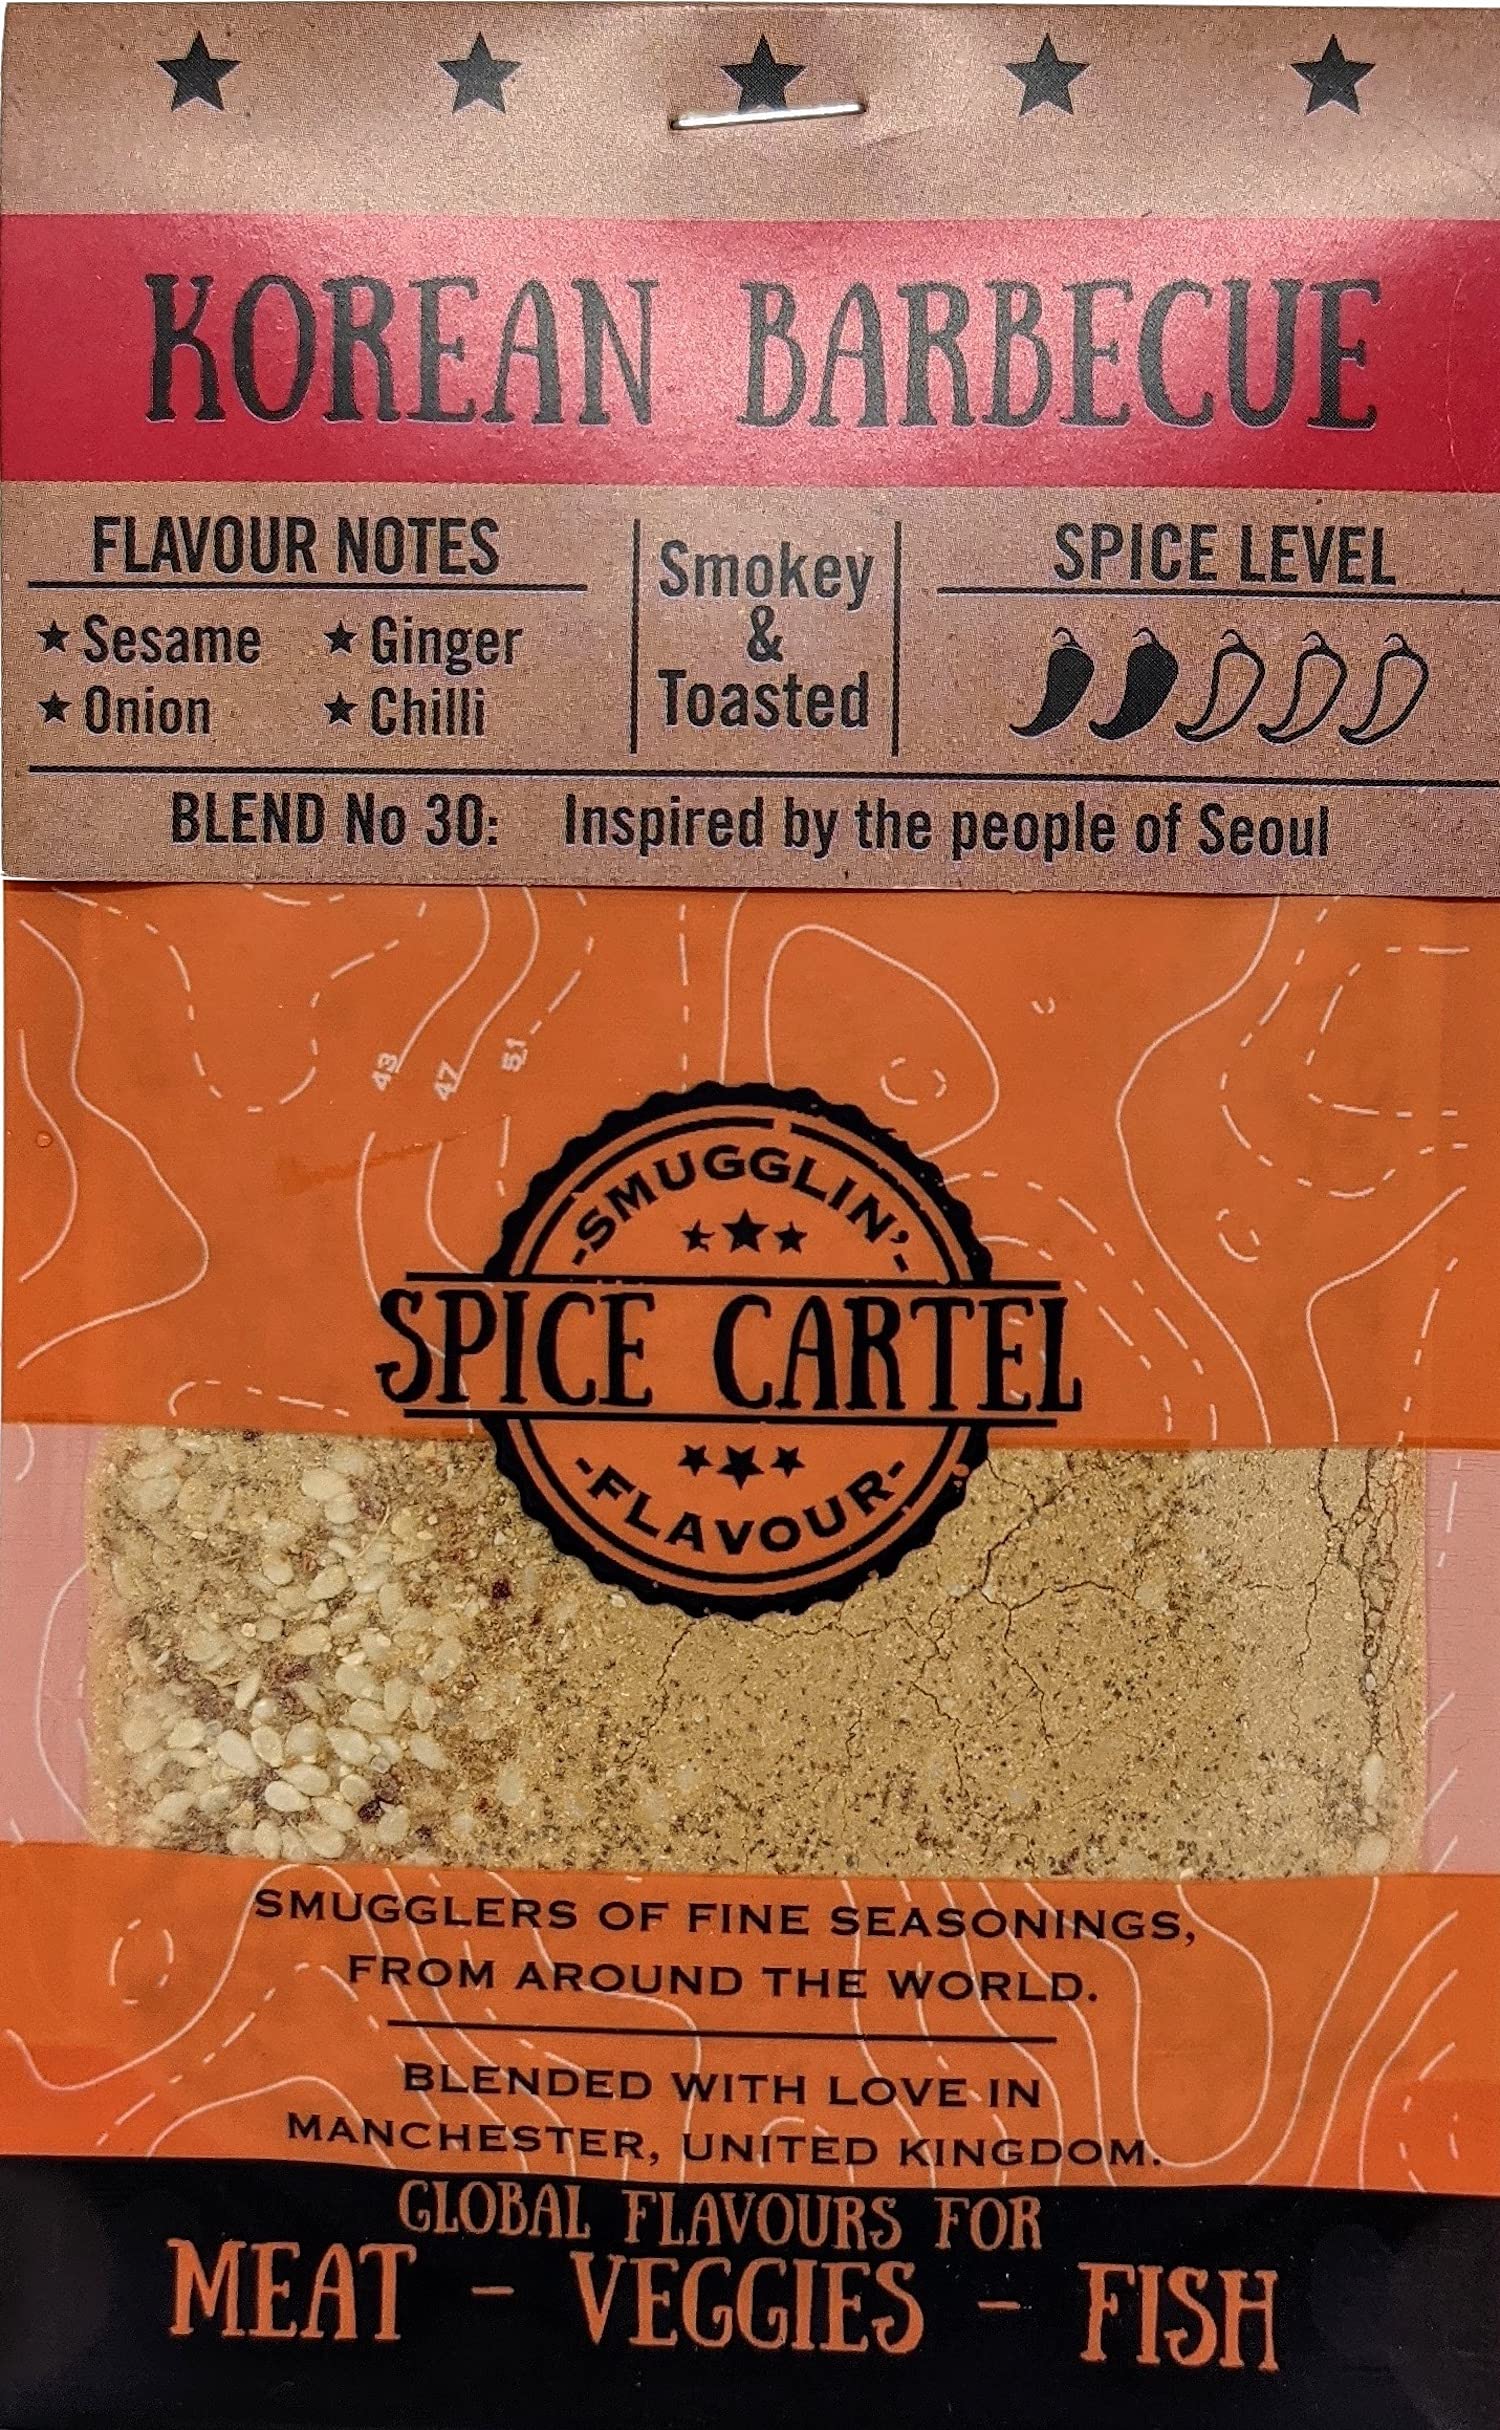 KOREAN BARBECUE
FLAVOUR NOTES
Sesame
Ginger
Onion
Chilli
Smokey
&
Toasted
SPICE LEVEL
BLEND No 30: Inspired by the people of Seoul
43
47
51
-SMUGGLIN'-
SPICE CARTEL
-FLAVOUR-
SMUGGLERS OF FINE SEASONINGS,
FROM AROUND THE WORLD.
BLENDED WITH LOVE IN
MANCHESTER, UNITED KINGDOM.
GLOBAL FLAVOURS FOR
MEAT - VEGGIES - FISH